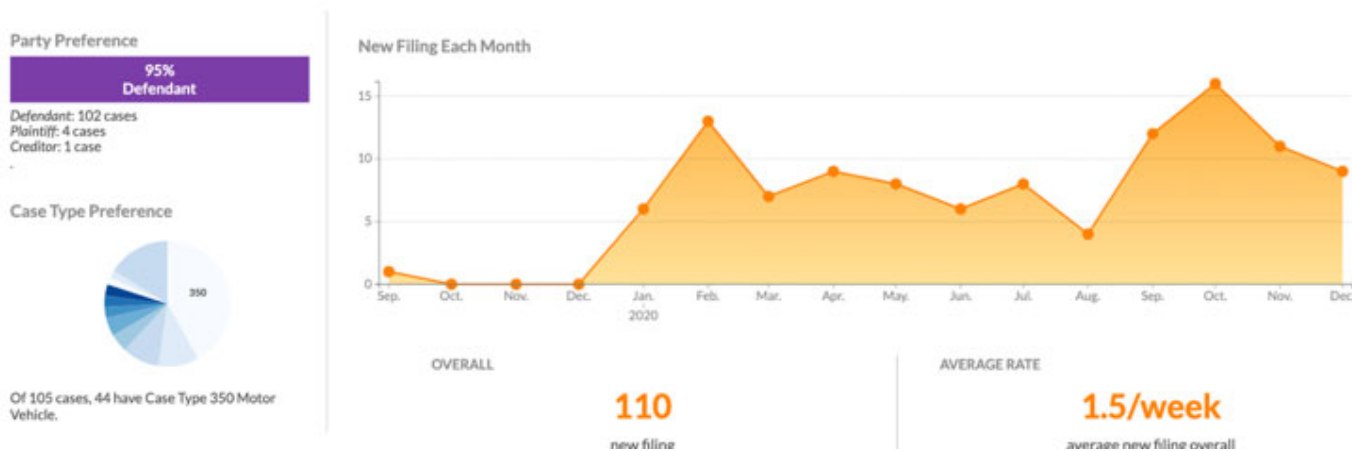 Party Preference
95%
Defendant
Defendant: 102 cases
Plaintiff: 4 cases
Creditor: 1 case
.
Case Type Preference
350
Of 105 cases, 44 have Case Type 350 Motor
Vehicle.
New Filing Each Month
15
10
5
0
Sep. Oct. Nov. Dec. Jan. Feb. Mar. Apr. May. Jun. Jul. Aug. Sep. Oct. Nov. Dec
2020
OVERALL
110
new filing
AVERAGE RATE
1.5/week
average new filing overall